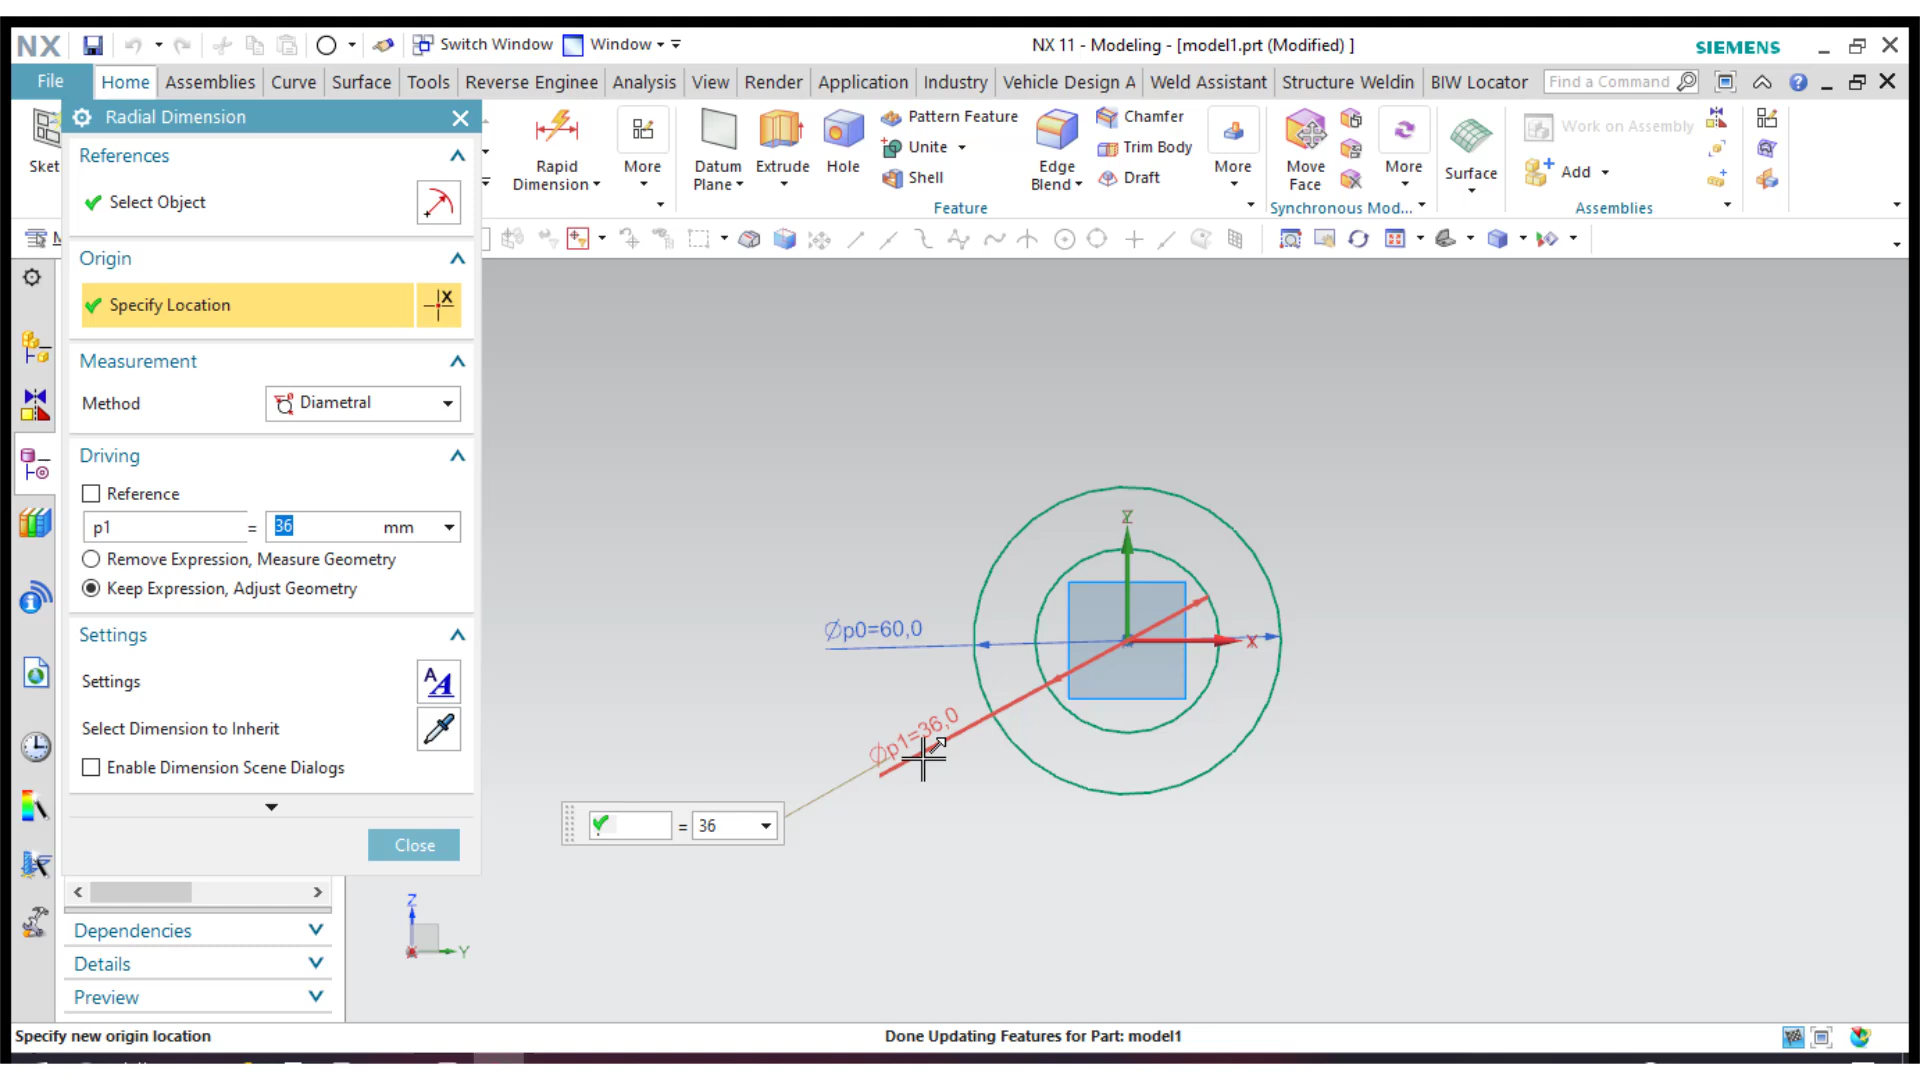 NX
Switch Window
Window
NX 11 - Modeling - [model1.prt (Modified) ]
SIEMENS
File
Home
Assemblies
Curve
Surface
Tools
Reverse Enginee
Analysis
View
Render
Application
Industry
Vehicle Design A
Weld Assistant
Structure Weldin
BIW Locator
Find a Command
Sket
Radial Dimension
Rapid
Dimension
More
Datum
Plane
Extrude
Hole
Pattern Feature
Unite
Shell
Edge
Blend
Chamfer
Trim Body
Draft
More
Move
Face
More
Surface
Work on Assembly
Add
Feature
Synchronous Mod...
Assemblies
References
Select Object
Origin
Specify Location
X
Measurement
Method
Diametral
Driving
Reference
p1
=
36
mm
Remove Expression, Measure Geometry
Keep Expression, Adjust Geometry
Settings
Settings
AA
Select Dimension to Inherit
Enable Dimension Scene Dialogs
Close
Dependencies
Details
Preview
Z
X
∅p0=60,0
∅p1=36,0
= 36
Z
Y
Specify new origin location
Done Updating Features for Part: model1